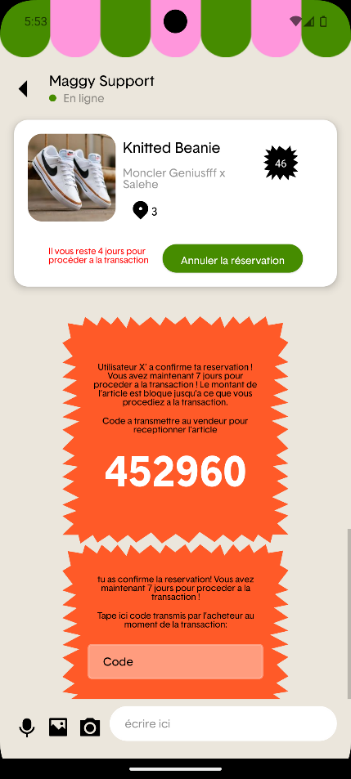 5:53
Maggy Support
En ligne
Knitted Beanie
46
Moncler Geniusfff x
Salehe
3
Il vous reste 4 jours pour
procéder a la transaction
Annuler la réservation
Utilisateur X' a confirme ta reservation !
Vous avez maintenant 7 jours pour
proceder a la transaction ! Le montant de
l'article est bloque jusqu'a ce que vous
procediez a la transaction.
Code a transmettre au vendeur pour
receptionner l'article
452960
tu as confirme la reservation! Vous avez
maintenant 7 jours pour proceder a la
transaction !
Tape ici code transmis par l'acheteur au
moment de la transaction:
Code
écrire ici